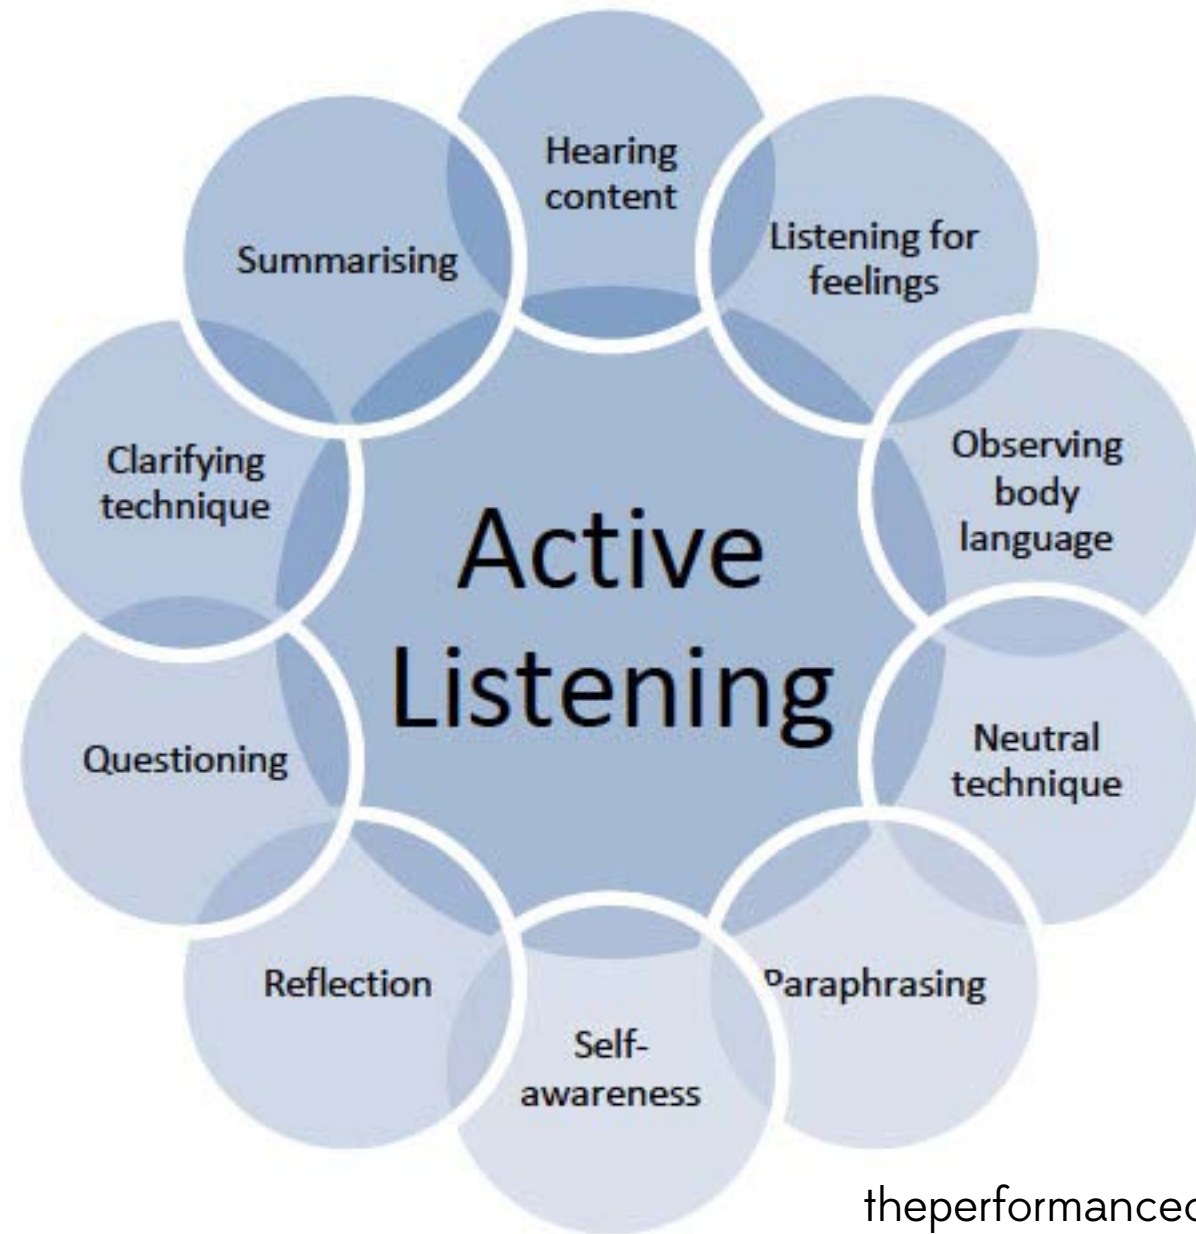 Hearing
content
Listening for
feelings
Observing
body
language
Neutral
technique
Paraphrasing
Self-
awareness
Reflection
Questioning
Clarifying
technique
Summarising
Active
Listening